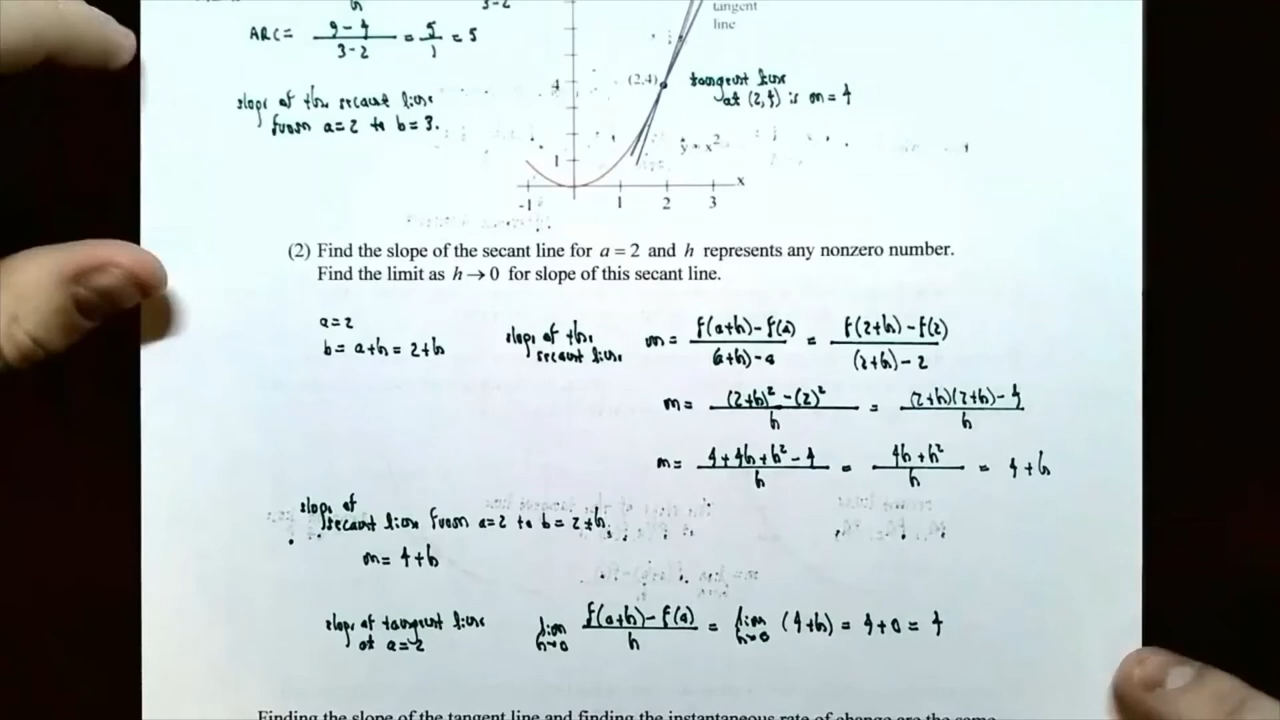 tangent
line
ARC = (9-4)/(3-2) = 5/1 = 5
(2,4)
4
tangent line
at (2,4) is m = 4
slope of the secant line
from a=2 to b=3.
y = x²
1
x
-1 1 2 3
(2) Find the slope of the secant line for a = 2 and h represents any nonzero number.
Find the limit as h → 0 for slope of this secant line.
a=2
b= a+h = 2+h
slope of the
secant line
m = (f(a+h)-f(a))/((a+h)-a) = (f(2+h)-f(2))/((2+h)-2)
m = ((2+h)²-(2)²)/h = ((2+h)(2+h)-4)/h
m = (4+4h+h²-4)/h = (4h+h²)/h = 4+h
slope of
secant line from a=2 to b=2+h.
m= 4+h
slope of tangent line
at a=2
lim h→0 (f(a+h)-f(a))/h = lim h→0 (4+h) = 4+0 = 4
Finding the slope of the tangent line and finding the instantaneous rate of change are the same